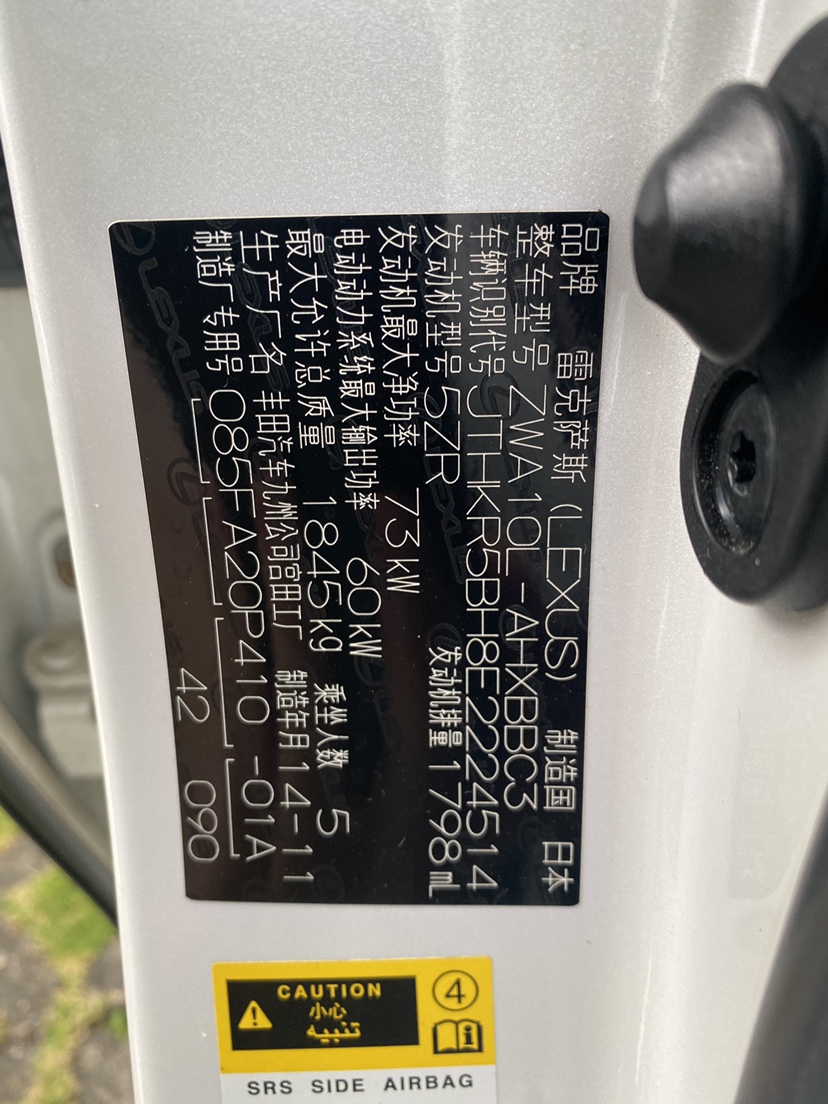 品牌 雷克萨斯 (LEXUS) 制造国 日本
整车型号 ZWA10L-AHXBBC3
车辆识别代号 JTHKR5BH8E2224514
发动机型号 5ZR 发动机排量 1798mL
发动机最大净功率 73kW
电动动力系统最大输出功率 60kW
最大允许总质量 1845kg 乘坐人数 5
生产厂名 丰田汽车九州公司宫田工厂 制造年月 14-11
制造厂专用号 085F A20P410 -01A
42 090
CAUTION
小心
تنبيه
4
SRS SIDE AIRBAG